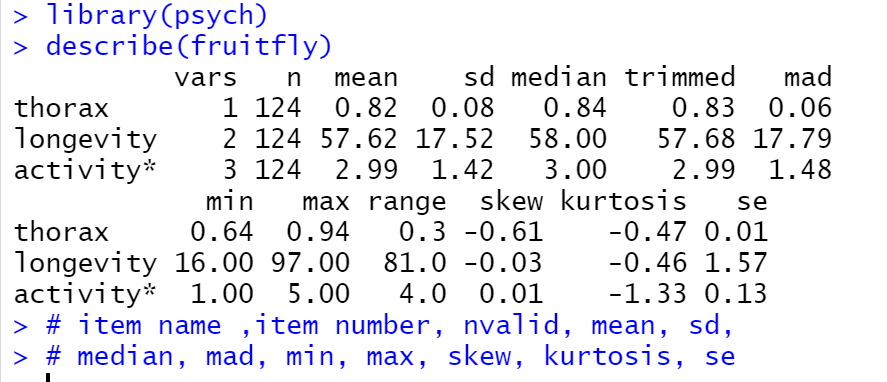 > library(psych)
> describe(fruitfly)
          vars   n  mean    sd median trimmed   mad
thorax       1 124  0.82  0.08   0.84    0.83  0.06
longevity    2 124 57.62 17.52  58.00   57.68 17.79
activity*    3 124  2.99  1.42   3.00    2.99  1.48
            min   max range  skew kurtosis   se
thorax     0.64  0.94   0.3 -0.61    -0.47 0.01
longevity 16.00 97.00  81.0 -0.03    -0.46 1.57
activity*  1.00  5.00   4.0  0.01    -1.33 0.13
> # item name ,item number, nvalid, mean, sd,
> # median, mad, min, max, skew, kurtosis, se